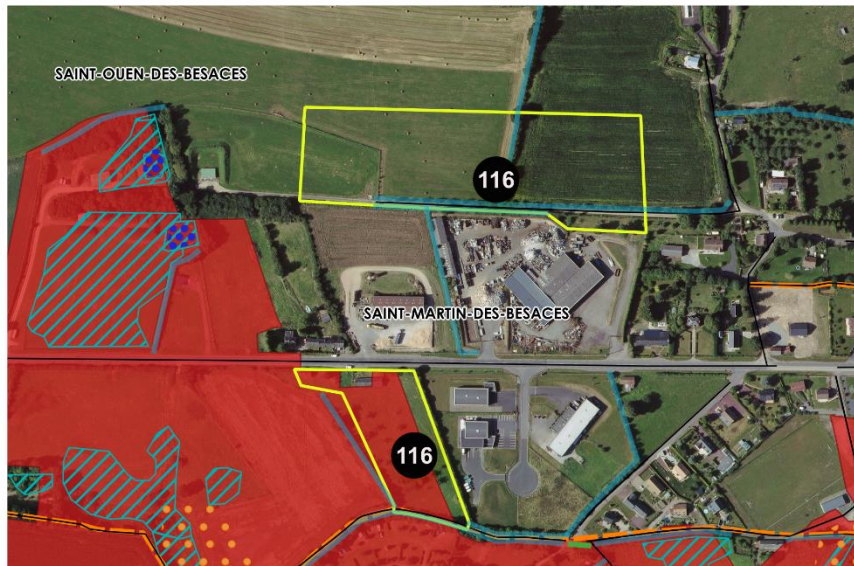 SAINT-OUEN-DES-BESACES
116
SAINT-MARTIN-DES-BESACES
116